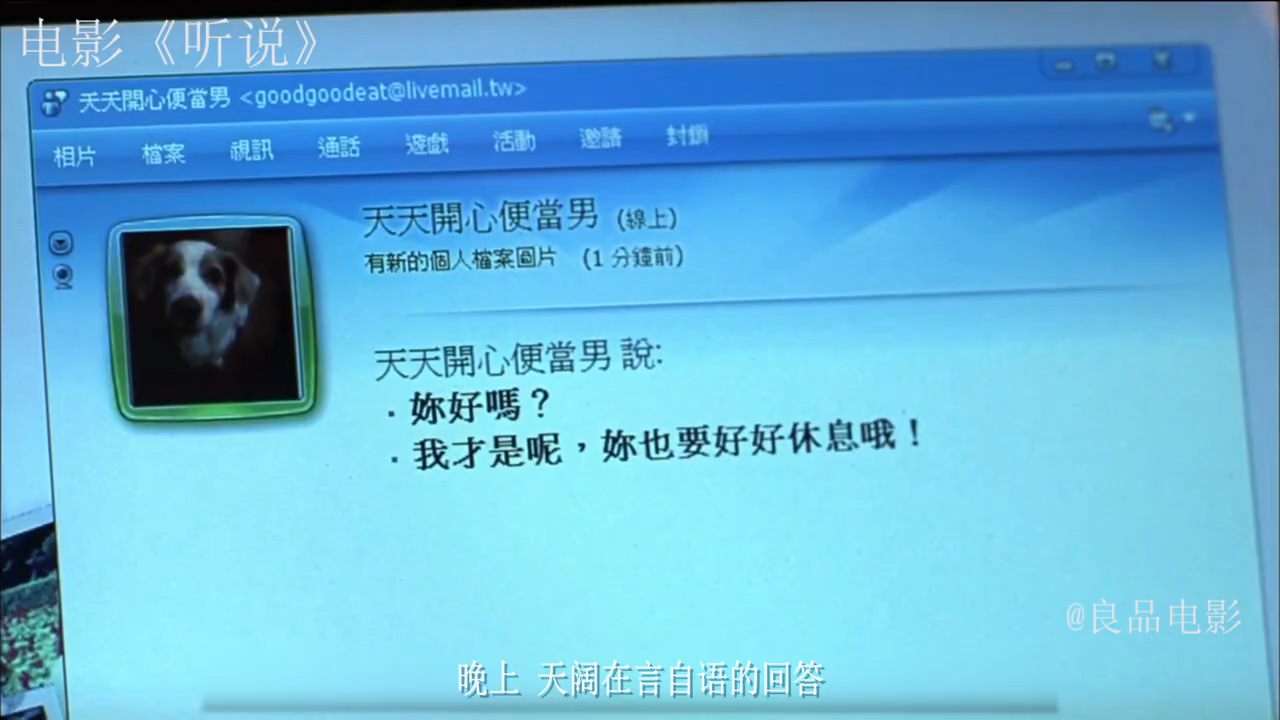 电影《听说》
天天開心便當男 <goodgoodeat@livemail.tw>
相片 檔案 視訊 通話 遊戲 活動 邀請 封鎖
天天開心便當男 (線上)
有新的個人檔案圖片 (1 分鐘前)
天天開心便當男 說:
. 妳好嗎？
. 我才是呢，妳也要好好休息哦！
@良品电影
晚上 天阔在言自语的回答